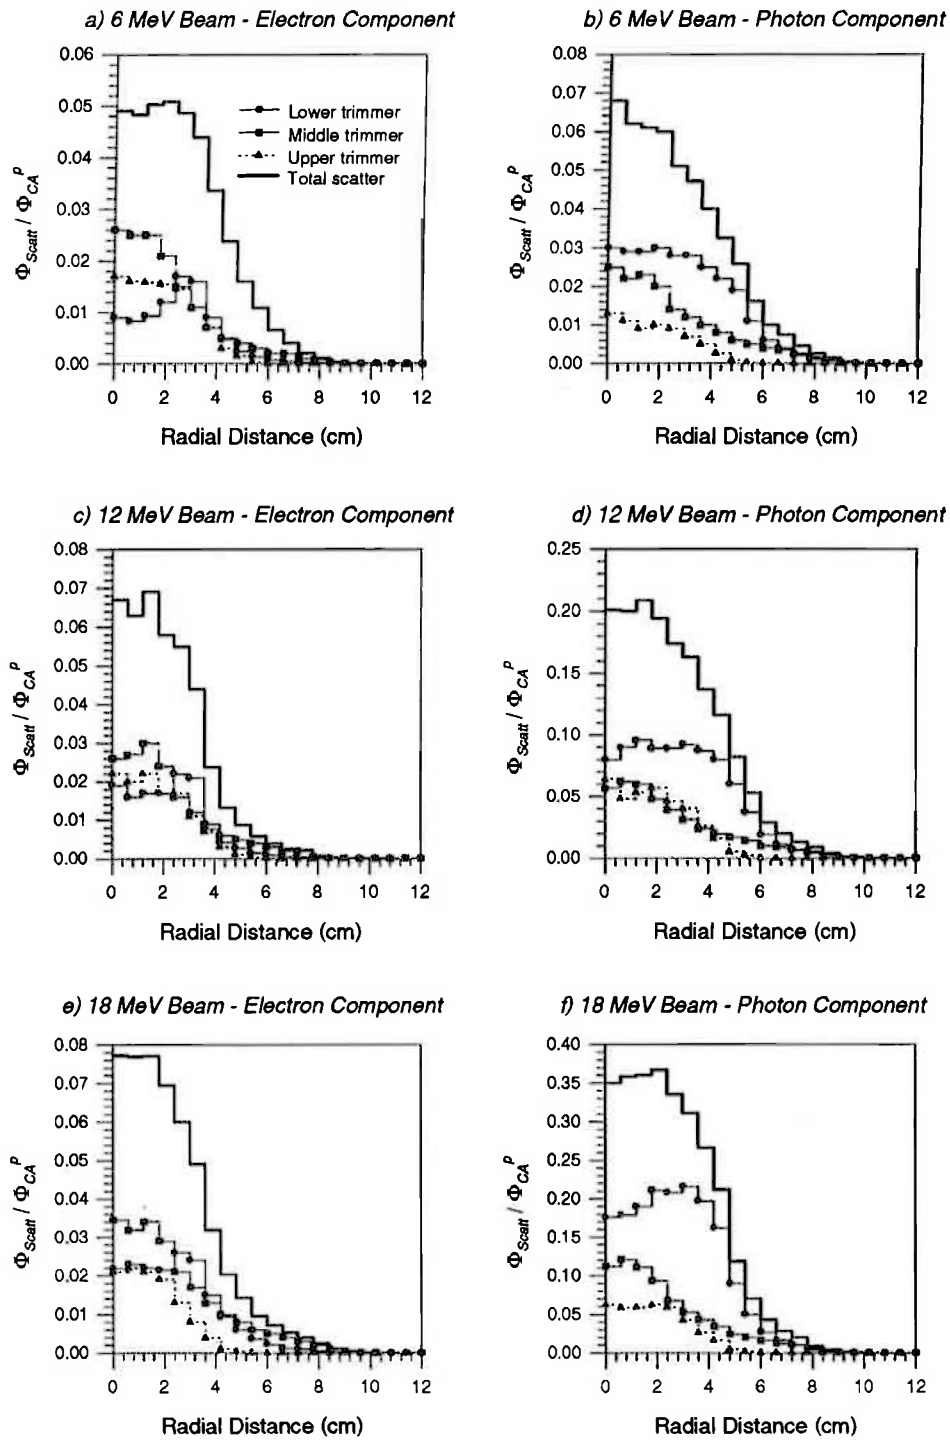 a) 6 MeV Beam - Electron Component
0.06
0.05
0.04
0.03
0.02
0.01
0.00
Φ_Scatt / Φ_CA^P
Lower trimmer
Middle trimmer
Upper trimmer
Total scatter
0 2 4 6 8 10 12
Radial Distance (cm)
b) 6 MeV Beam - Photon Component
0.08
0.07
0.06
0.05
0.04
0.03
0.02
0.01
0.00
Φ_Scatt / Φ_CA^P
0 2 4 6 8 10 12
Radial Distance (cm)
c) 12 MeV Beam - Electron Component
0.08
0.07
0.06
0.05
0.04
0.03
0.02
0.01
0.00
Φ_Scatt / Φ_CA^P
0 2 4 6 8 10 12
Radial Distance (cm)
d) 12 MeV Beam - Photon Component
0.25
0.20
0.15
0.10
0.05
0.00
Φ_Scatt / Φ_CA^P
0 2 4 6 8 10 12
Radial Distance (cm)
e) 18 MeV Beam - Electron Component
0.08
0.07
0.06
0.05
0.04
0.03
0.02
0.01
0.00
Φ_Scatt / Φ_CA^P
0 2 4 6 8 10 12
Radial Distance (cm)
f) 18 MeV Beam - Photon Component
0.40
0.35
0.30
0.25
0.20
0.15
0.10
0.05
0.00
Φ_Scatt / Φ_CA^P
0 2 4 6 8 10 12
Radial Distance (cm)